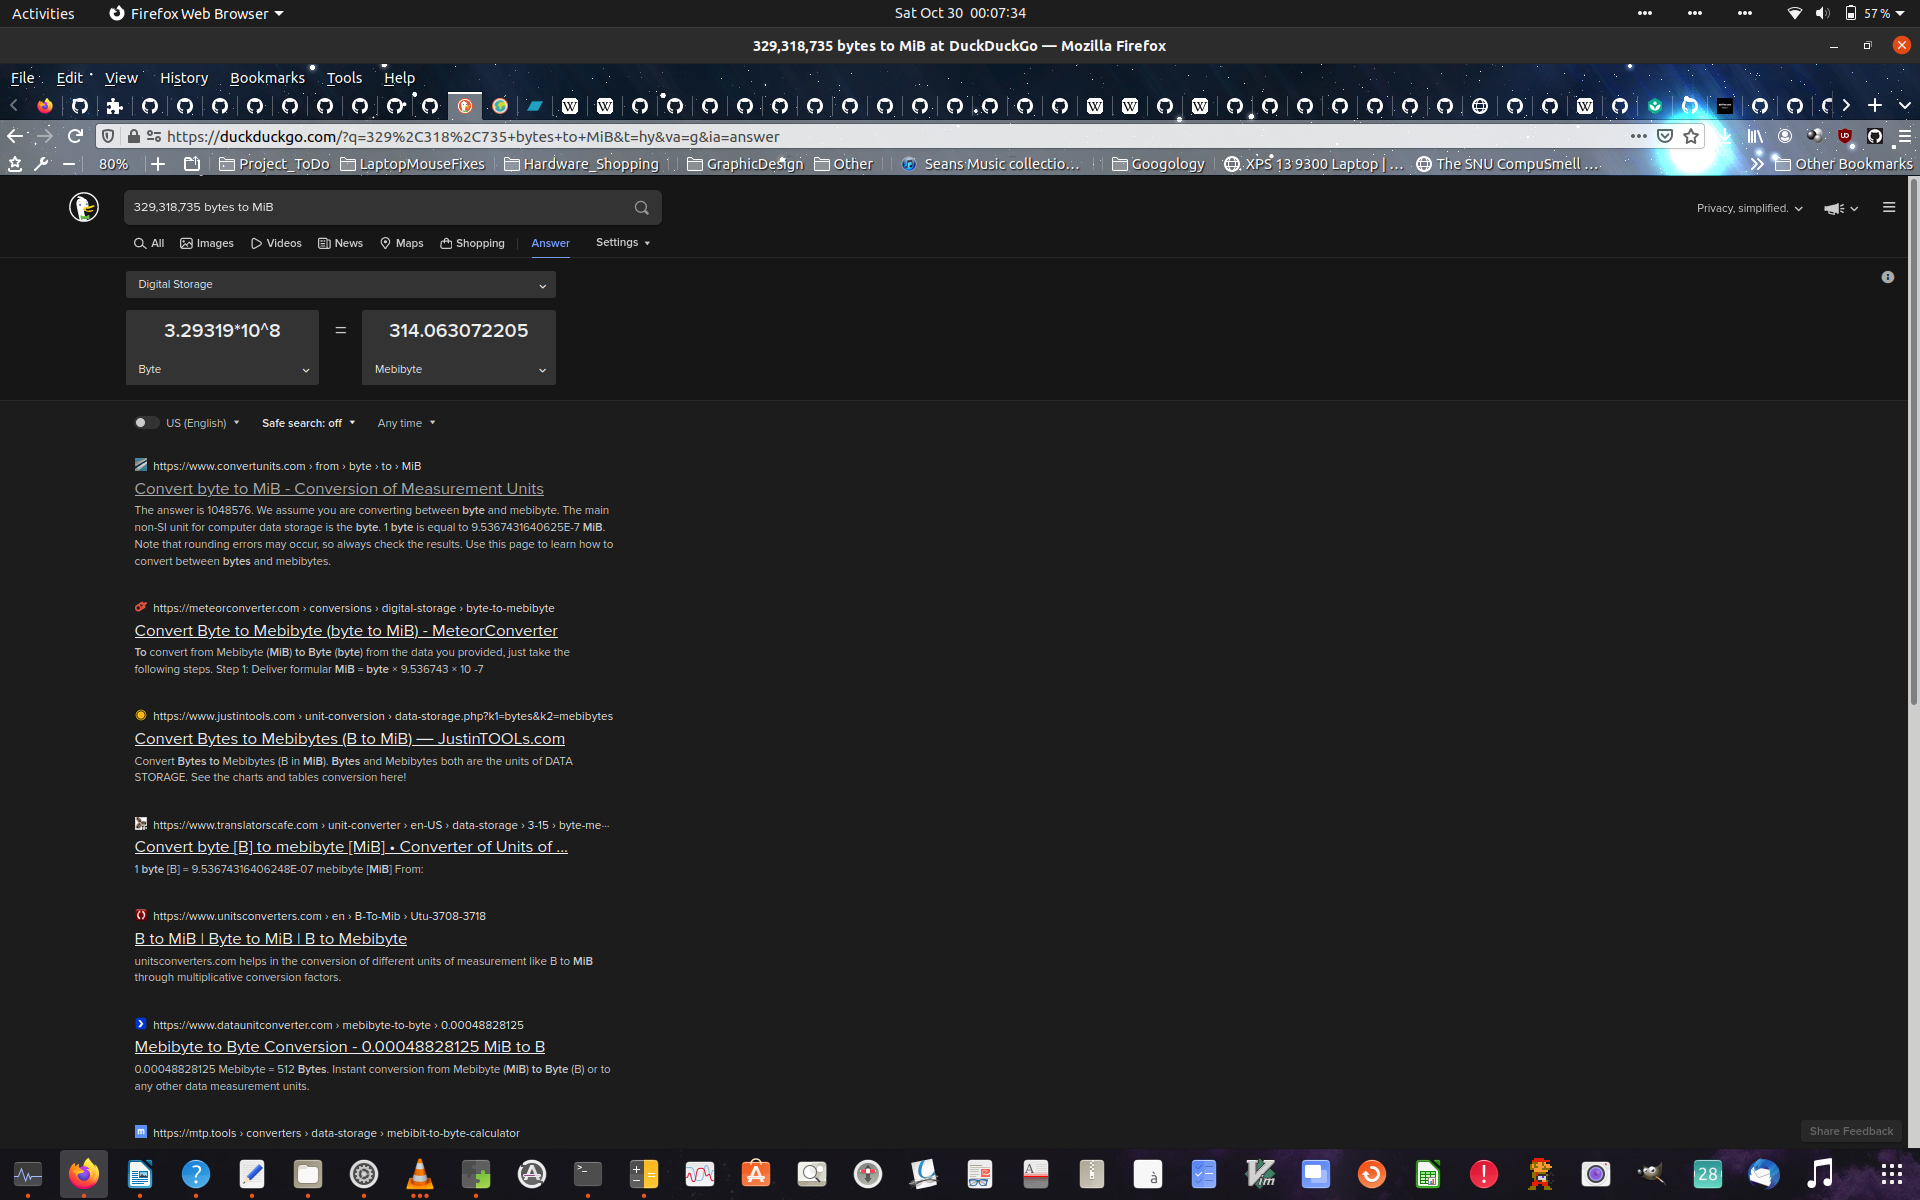 Activities
Firefox Web Browser
Sat Oct 30  00:07:34
57 %
329,318,735 bytes to MiB at DuckDuckGo — Mozilla Firefox
File Edit View History Bookmarks Tools Help
https://duckduckgo.com/?q=329%2C318%2C735+bytes+to+MiB&t=hy&va=g&ia=answer
80%
Project_ToDo
LaptopMouseFixes
Hardware_Shopping
GraphicDesign
Other
Seans Music collectio...
Googology
XPS 13 9300 Laptop | ...
The SNU CompuSmell ...
Other Bookmarks
329,318,735 bytes to MiB
Privacy, simplified.
All Images Videos News Maps Shopping Answer Settings
Digital Storage
3.29319*10^8 = 314.063072205
Byte Mebibyte
US (English) Safe search: off Any time
https://www.convertunits.com › from › byte › to › MiB
Convert byte to MiB - Conversion of Measurement Units
The answer is 1048576. We assume you are converting between byte and mebibyte. The main
non-SI unit for computer data storage is the byte. 1 byte is equal to 9.5367431640625E-7 MiB.
Note that rounding errors may occur, so always check the results. Use this page to learn how to
convert between bytes and mebibytes.
https://meteorconverter.com › conversions › digital-storage › byte-to-mebibyte
Convert Byte to Mebibyte (byte to MiB) - MeteorConverter
To convert from Mebibyte (MiB) to Byte (byte) from the data you provided, just take the
following steps. Step 1: Deliver formular MiB = byte × 9.536743 × 10 -7
https://www.justintools.com › unit-conversion › data-storage.php?k1=bytes&k2=mebibytes
Convert Bytes to Mebibytes (B to MiB) — JustinTOOLs.com
Convert Bytes to Mebibytes (B in MiB). Bytes and Mebibytes both are the units of DATA
STORAGE. See the charts and tables conversion here!
https://www.translatorscafe.com › unit-converter › en-US › data-storage › 3-15 › byte-me...
Convert byte [B] to mebibyte [MiB] • Converter of Units of ...
1 byte [B] = 9.53674316406248E-07 mebibyte [MiB] From:
https://www.unitsconverters.com › en › B-To-Mib › Utu-3708-3718
B to MiB | Byte to MiB | B to Mebibyte
unitsconverters.com helps in the conversion of different units of measurement like B to MiB
through multiplicative conversion factors.
https://www.dataunitconverter.com › mebibyte-to-byte › 0.00048828125
Mebibyte to Byte Conversion - 0.00048828125 MiB to B
0.00048828125 Mebibyte = 512 Bytes. Instant conversion from Mebibyte (MiB) to Byte (B) or to
any other data measurement units.
https://mtp.tools › converters › data-storage › mebibit-to-byte-calculator
Share Feedback
28